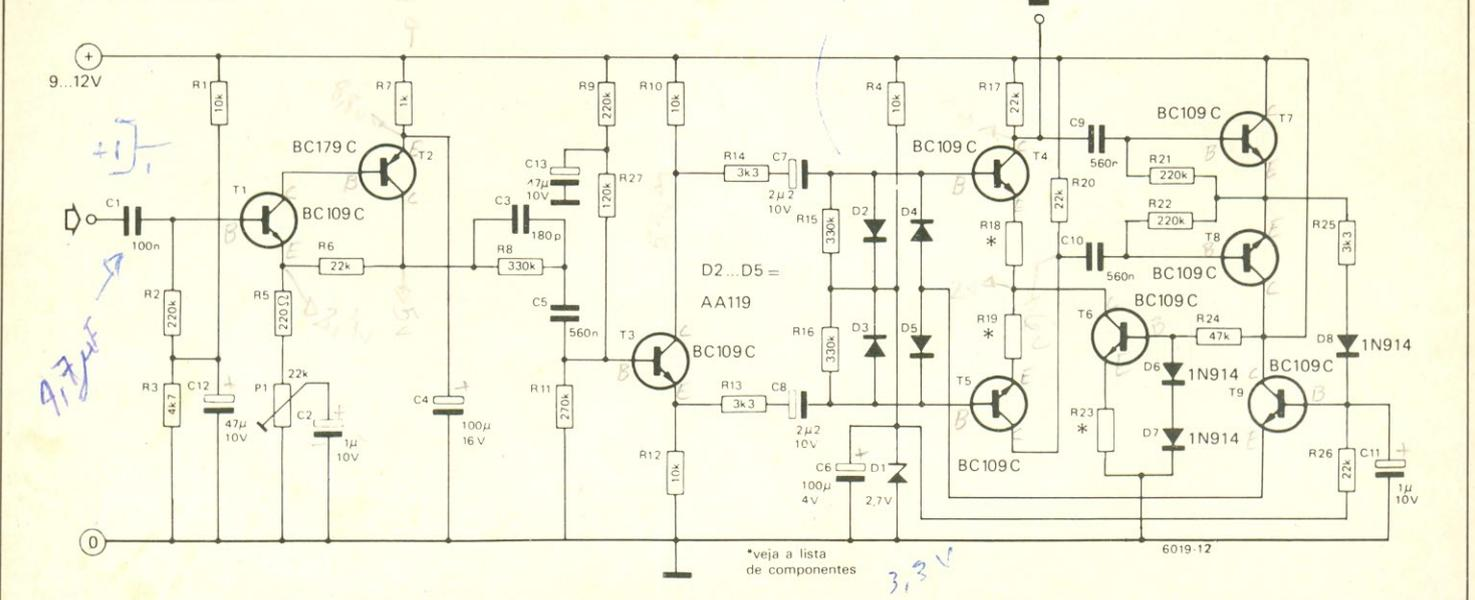 +
9...12V
R1
10k
R7
1k
BC179C
T2
R9
220k
R10
10k
R4
10k
R17
22k
C9
560n
BC109C
T7
C1
100n
T1
BC109C
C13
47µ
10V
R27
120k
R14
3k3
C7
2µ2
10V
BC109C
T4
R20
22k
R21
220k
R22
220k
C3
180p
R8
330k
R6
22k
R15
330k
D2
D4
R18
*
C10
560n
T8
BC109C
R25
3k3
R2
220k
R5
220Ω
C5
560n
D2...D5=
AA119
R16
330k
D3
D5
R19
*
BC109C
T6
R24
47k
D8
1N914
4,7µF
T3
BC109C
R3
4k7
C12
47µ
10V
P1
22k
C2
1µ
10V
C4
100µ
16V
R11
270k
R13
3k3
C8
2µ2
10V
T5
BC109C
R23
*
D6
1N914
D7
1N914
BC109C
T9
R12
10k
C6
100µ
4V
D1
2,7V
R26
22k
C11
1µ
10V
0
*veja a lista
de componentes
3,3V
6019-12